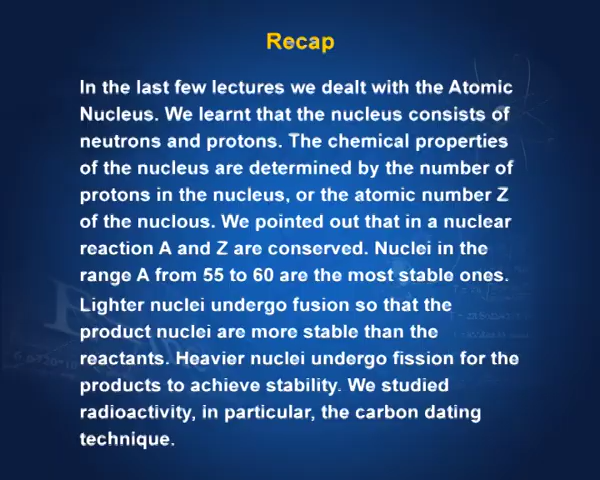 Recap
In the last few lectures we dealt with the Atomic
Nucleus. We learnt that the nucleus consists of
neutrons and protons. The chemical properties
of the nucleus are determined by the number of
protons in the nucleus, or the atomic number Z
of the nuclous. We pointed out that in a nuclear
reaction A and Z are conserved. Nuclei in the
range A from 55 to 60 are the most stable ones.
Lighter nuclei undergo fusion so that the
product nuclei are more stable than the
reactants. Heavier nuclei undergo fission for the
products to achieve stability. We studied
radioactivity, in particular, the carbon dating
technique.